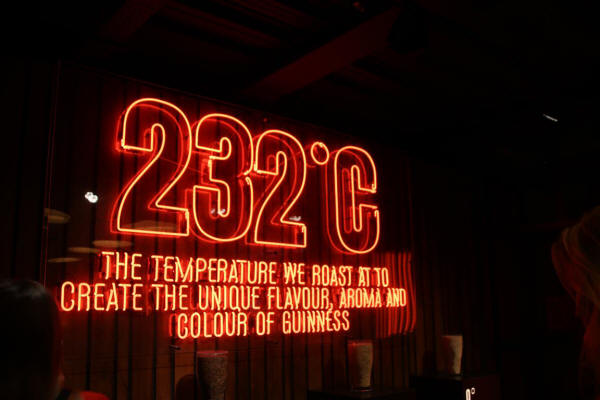 232°C
THE TEMPERATURE WE ROAST AT TO
CREATE THE UNIQUE FLAVOUR, AROMA AND
COLOUR OF GUINNESS